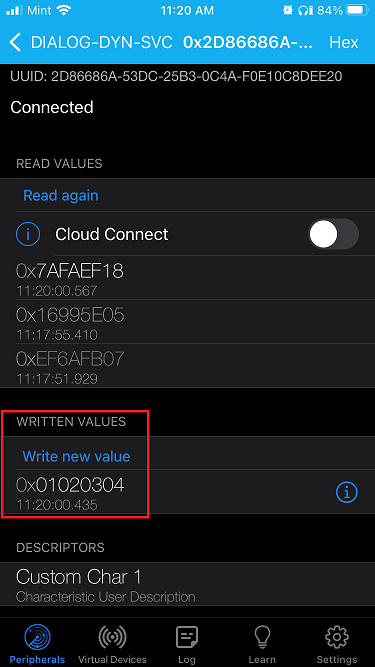 Mint 11:20 AM 84%
DIALOG-DYN-SVC 0x2D86686A-... Hex
UUID: 2D86686A-53DC-25B3-0C4A-F0E10C8DEE20
Connected
READ VALUES
Read again
Cloud Connect
0x7AFAEF18
11:20:00.567
0x16995E05
11:17:55.410
0xEF6AFB07
11:17:51.929
WRITTEN VALUES
Write new value
0x01020304
11:20:00.435
DESCRIPTORS
Custom Char 1
Characteristic User Description
Peripherals Virtual Devices Log Learn Settings